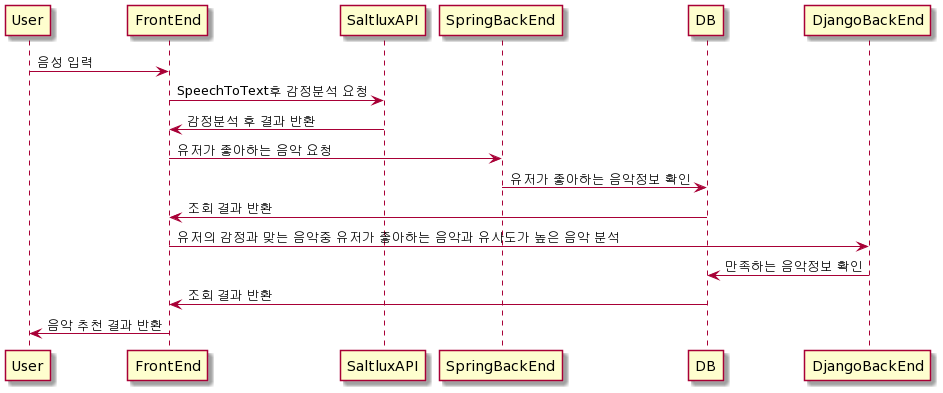 User FrontEnd SaltluxAPI SpringBackEnd DB DjangoBackEnd
음성 입력
SpeechToText후 감정분석 요청
감정분석 후 결과 반환
유저가 좋아하는 음악 요청
유저가 좋아하는 음악정보 확인
조회 결과 반환
유저의 감정과 맞는 음악중 유저가 좋아하는 음악과 유사도가 높은 음악 분석
만족하는 음악정보 확인
조회 결과 반환
음악 추천 결과 반환
User FrontEnd SaltluxAPI SpringBackEnd DB DjangoBackEnd